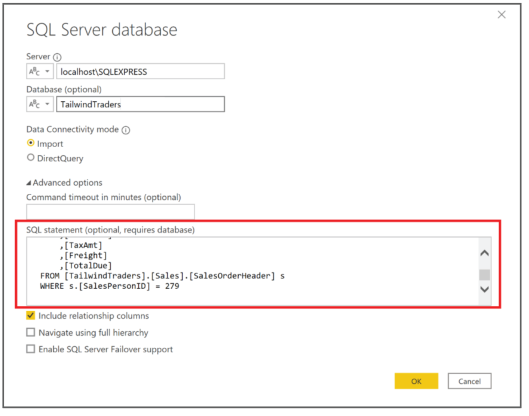 SQL Server database
Server
ABC localhost\SQLEXPRESS
Database (optional)
ABC TailwindTraders
Data Connectivity mode
Import
DirectQuery
Advanced options
Command timeout in minutes (optional)
SQL statement (optional, requires database)
,[TaxAmt]
,[Freight]
,[TotalDue]
FROM [TailwindTraders].[Sales].[SalesOrderHeader] s
WHERE s.[SalesPersonID] = 279
Include relationship columns
Navigate using full hierarchy
Enable SQL Server Failover support
OK Cancel